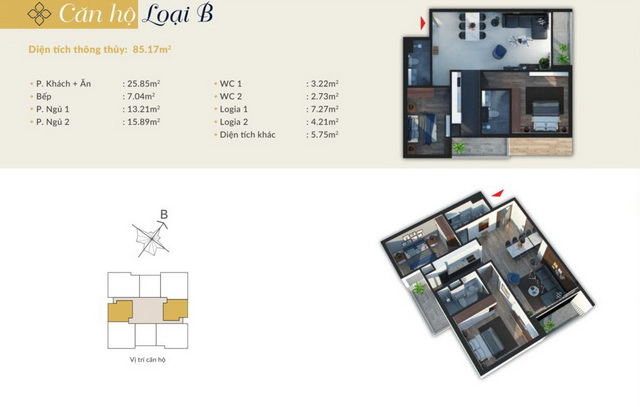 Căn hộ Loại B
Diện tích thông thủy: 85.17m²
• P. Khách + Ăn : 25.85m²
• Bếp : 7.04m²
• P. Ngủ 1 : 13.21m²
• P. Ngủ 2 : 15.89m²
• WC 1 : 3.22m²
• WC 2 : 2.73m²
• Logia 1 : 7.27m²
• Logia 2 : 4.21m²
• Diện tích khác : 5.75m²
B
Vị trí căn hộ